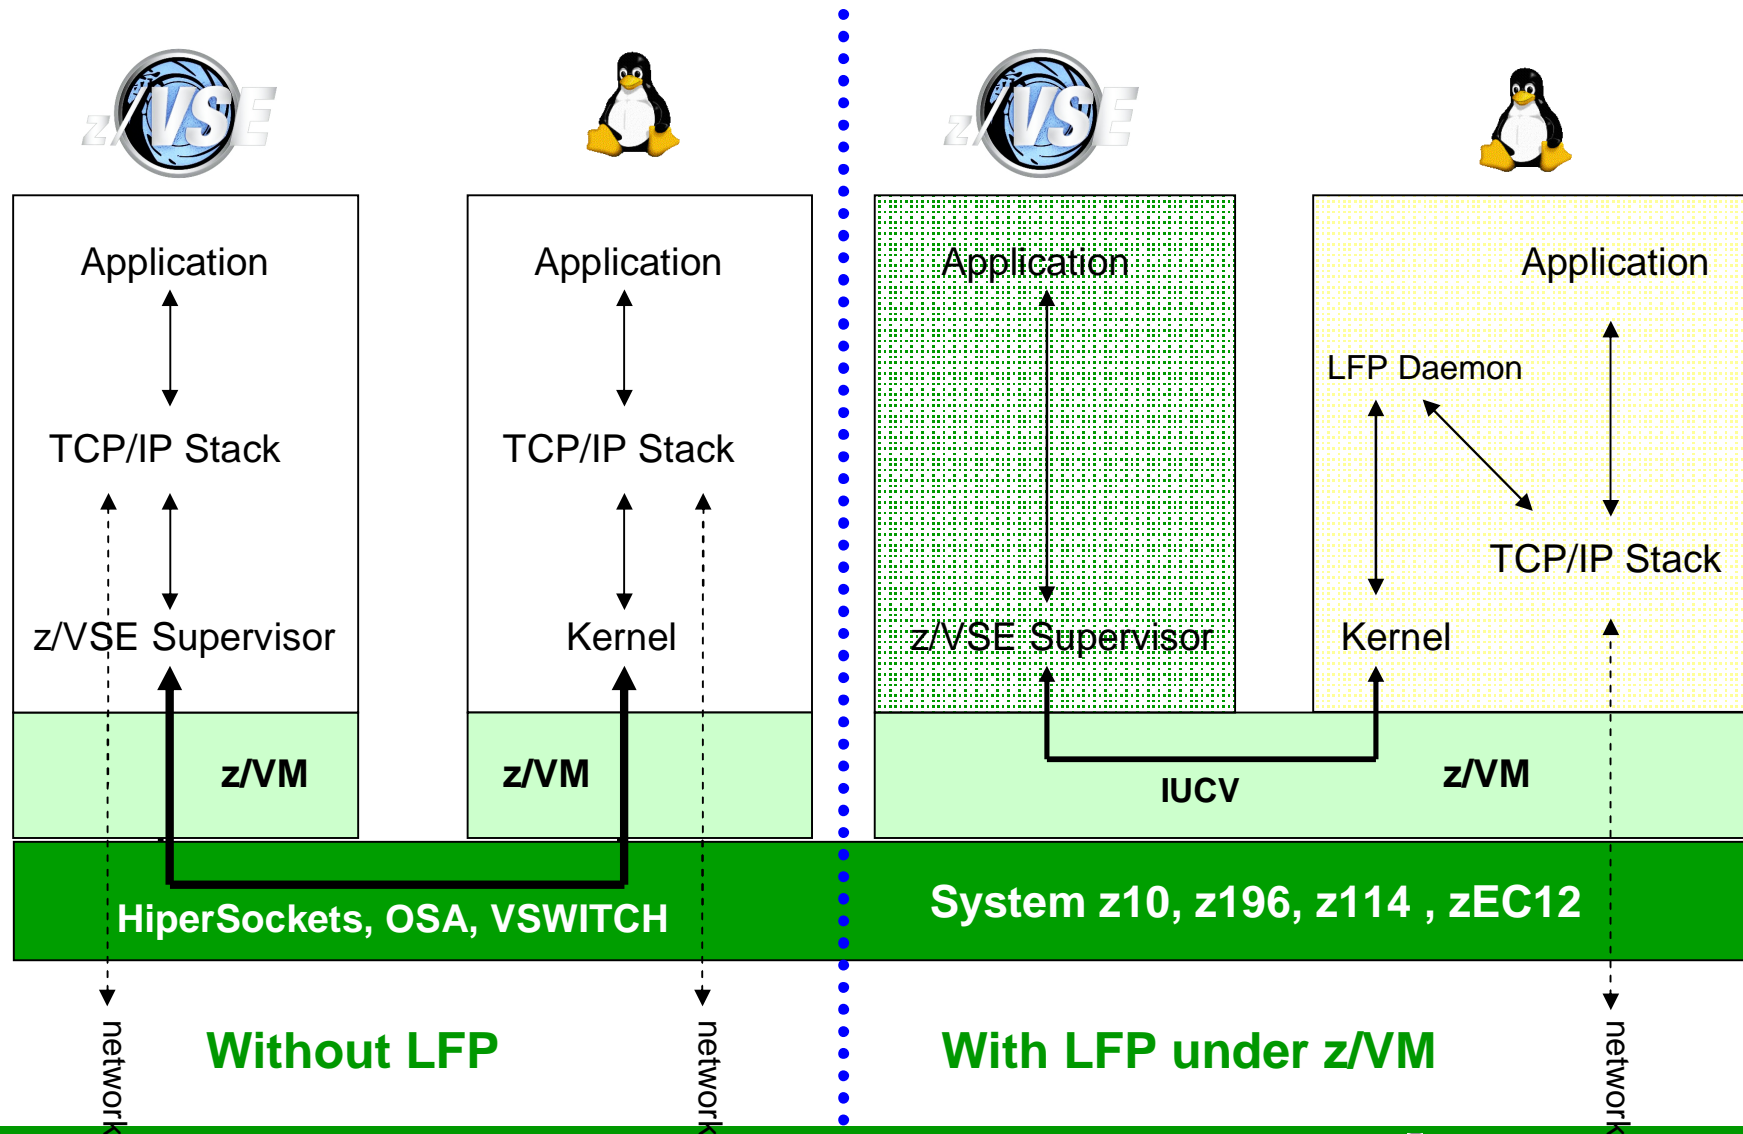 z/VSE
Application
TCP/IP Stack
z/VSE Supervisor
z/VM
Application
TCP/IP Stack
Kernel
z/VM
HiperSockets, OSA, VSWITCH
network
Without LFP
network
z/VSE
Application
z/VSE Supervisor
Application
LFP Daemon
TCP/IP Stack
Kernel
IUCV
z/VM
System z10, z196, z114 , zEC12
With LFP under z/VM
network